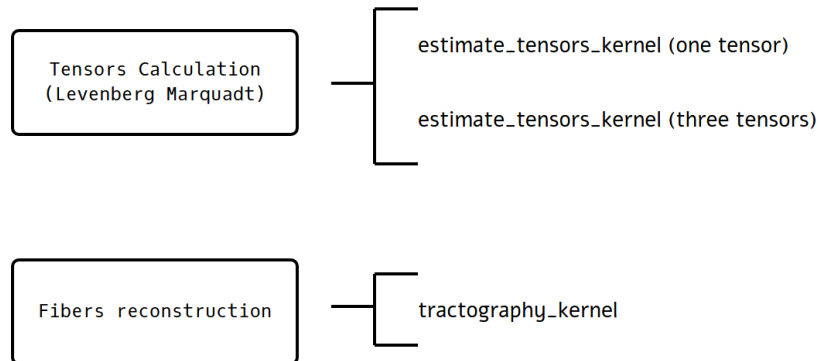 Tensors Calculation
(Levenberg Marquadt)
estimate_tensors_kernel (one tensor)
estimate_tensors_kernel (three tensors)
Fibers reconstruction
tractography_kernel